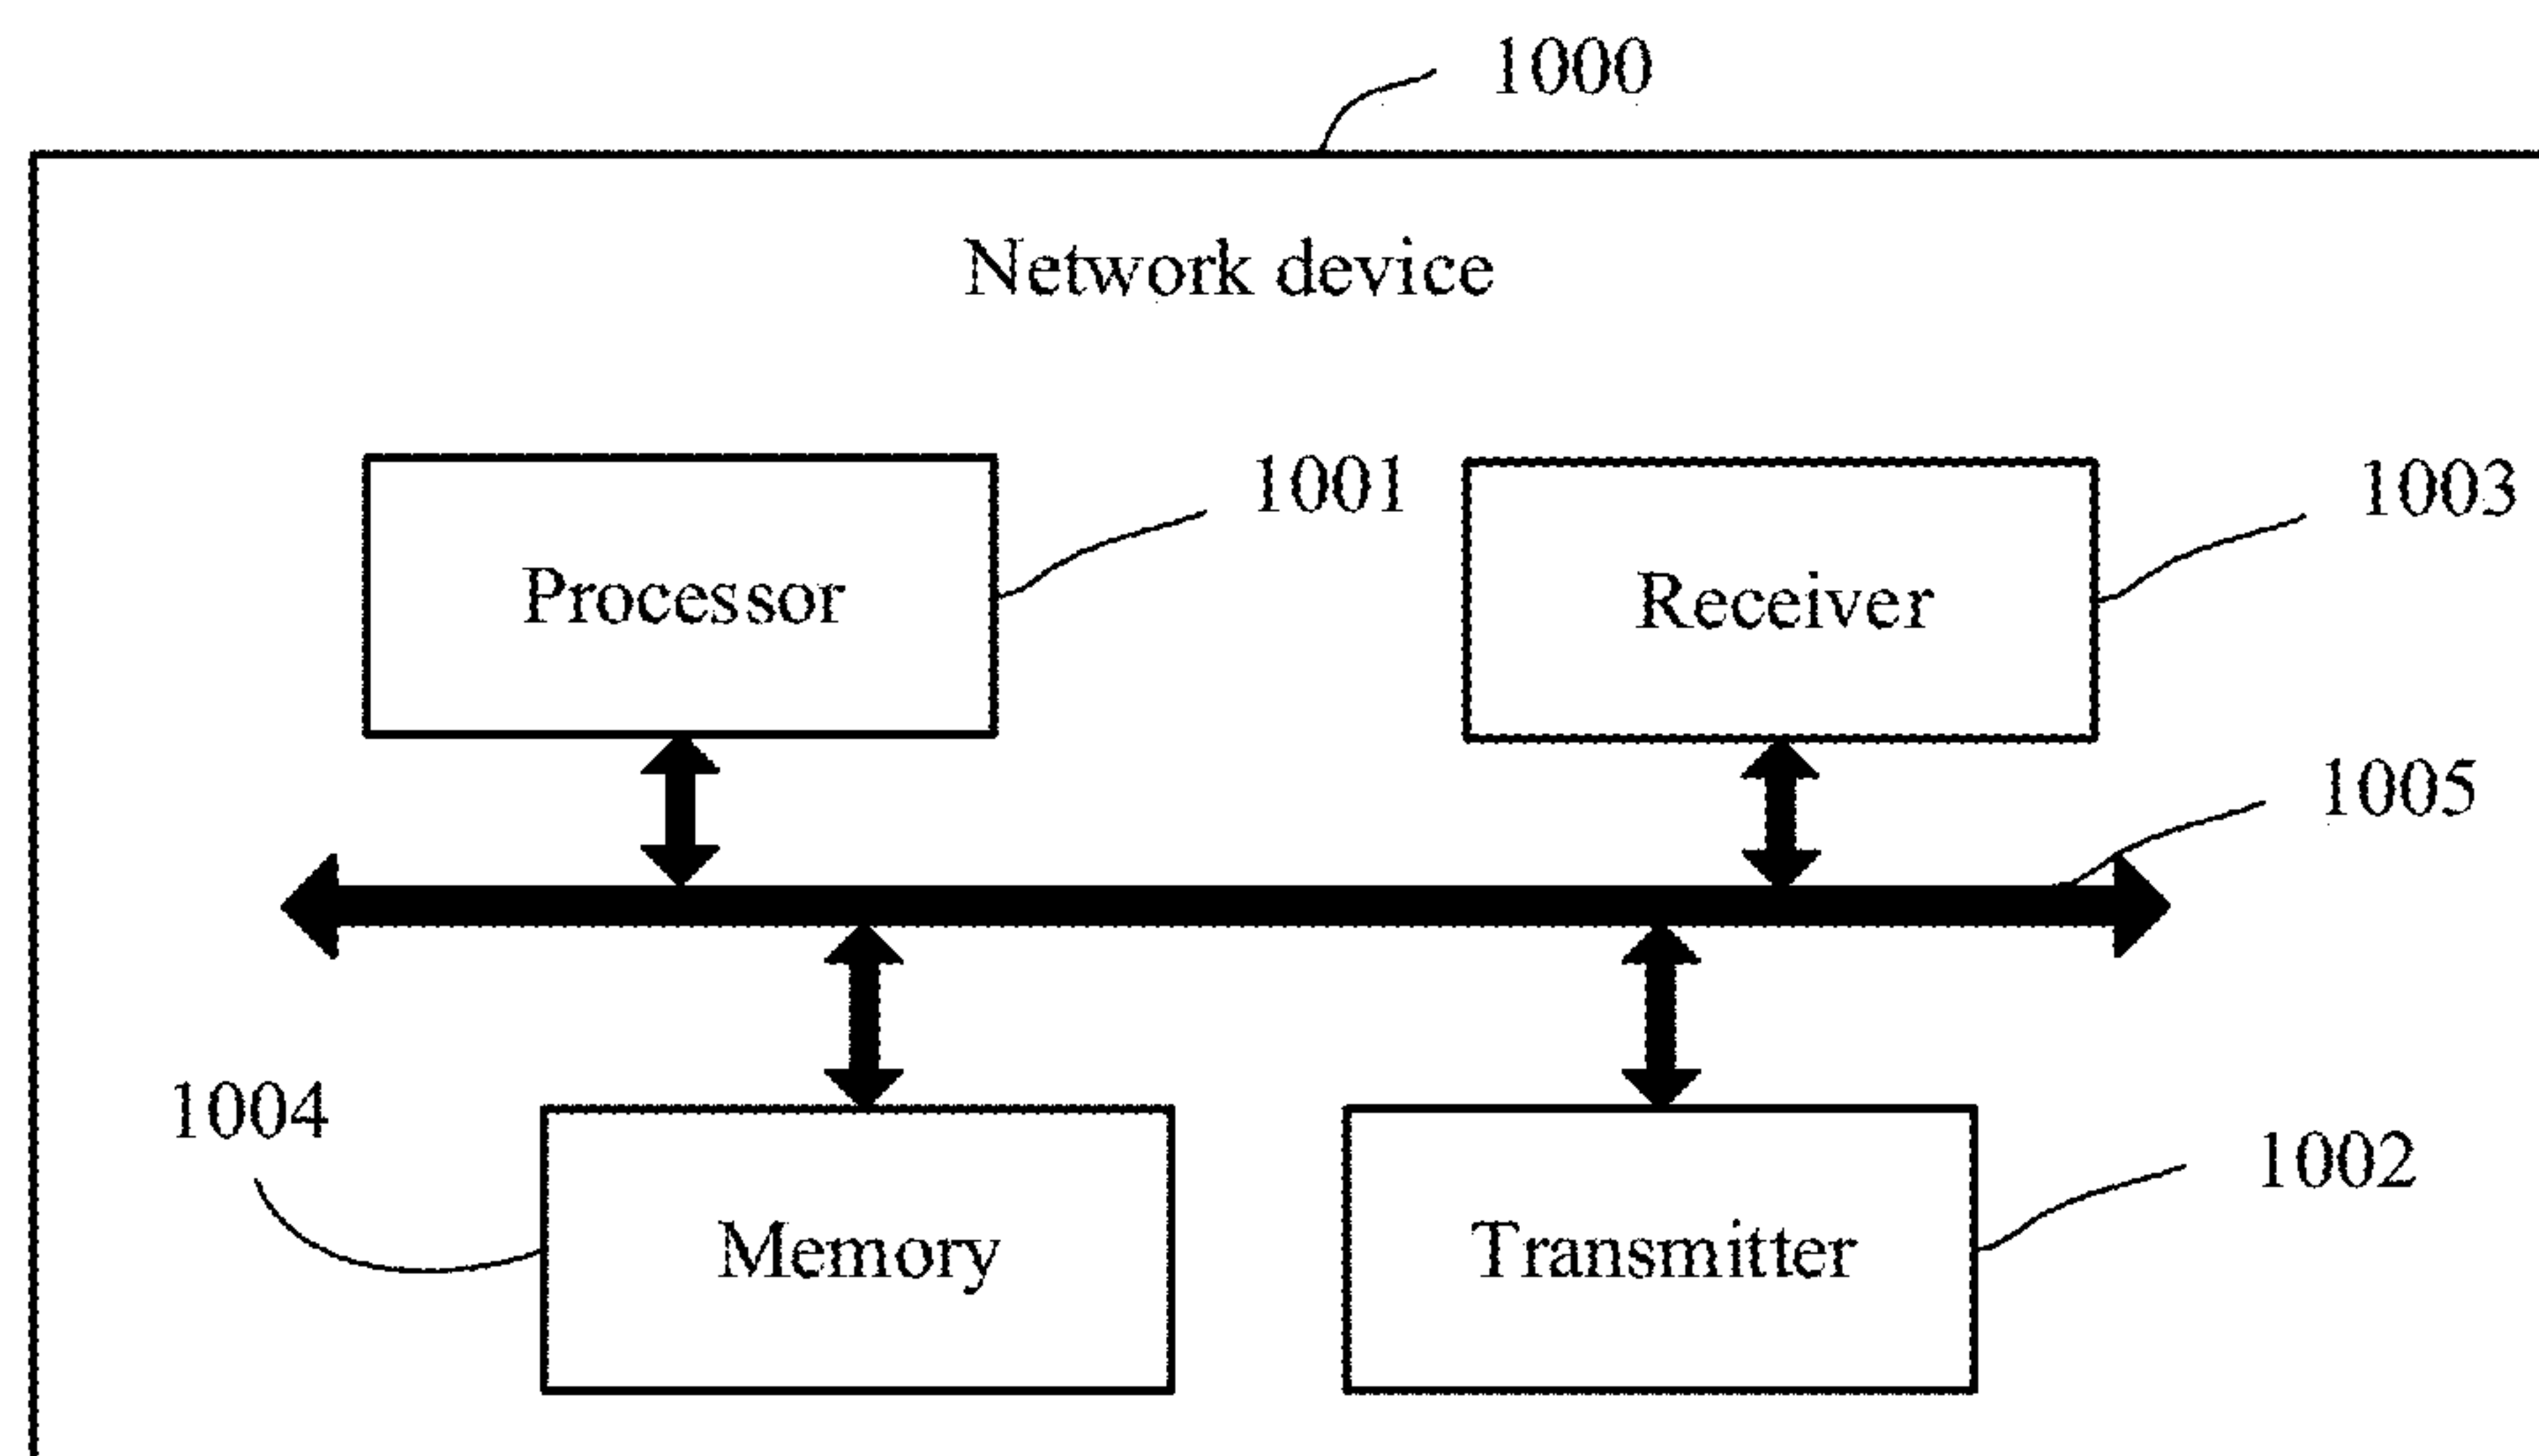 1000
Network device
1001
1003
Processor
Receiver
1005
1004
1002
Memory
Transmitter